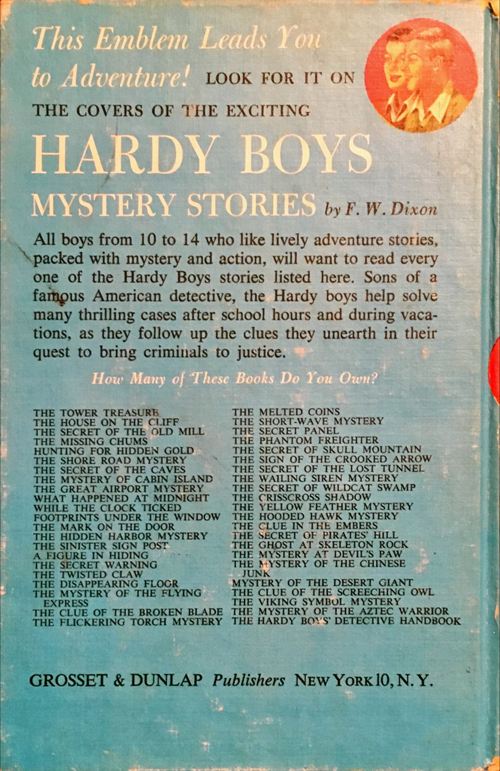 This Emblem Leads You
to Adventure! LOOK FOR IT ON
THE COVERS OF THE EXCITING
HARDY BOYS
MYSTERY STORIES by F. W. Dixon
All boys from 10 to 14 who like lively adventure stories,
packed with mystery and action, will want to read every
one of the Hardy Boys stories listed here. Sons of a
famous American detective, the Hardy boys help solve
many thrilling cases after school hours and during vaca-
tions, as they follow up the clues they unearth in their
quest to bring criminals to justice.
How Many of These Books Do You Own?
THE TOWER TREASURE
THE HOUSE ON THE CLIFF
THE SECRET OF THE OLD MILL
THE MISSING CHUMS
HUNTING FOR HIDDEN GOLD
THE SHORE ROAD MYSTERY
THE SECRET OF THE CAVES
THE MYSTERY OF CABIN ISLAND
THE GREAT AIRPORT MYSTERY
WHAT HAPPENED AT MIDNIGHT
WHILE THE CLOCK TICKED
FOOTPRINTS UNDER THE WINDOW
THE MARK ON THE DOOR
THE HIDDEN HARBOR MYSTERY
THE SINISTER SIGN POST
A FIGURE IN HIDING
THE SECRET WARNING
THE TWISTED CLAW
THE DISAPPEARING FLOOR
THE MYSTERY OF THE FLYING
EXPRESS
THE CLUE OF THE BROKEN BLADE
THE FLICKERING TORCH MYSTERY
THE MELTED COINS
THE SHORT-WAVE MYSTERY
THE SECRET PANEL
THE PHANTOM FREIGHTER
THE SECRET OF SKULL MOUNTAIN
THE SIGN OF THE CROOKED ARROW
THE SECRET OF THE LOST TUNNEL
THE WAILING SIREN MYSTERY
THE SECRET OF WILDCAT SWAMP
THE CRISSCROSS SHADOW
THE YELLOW FEATHER MYSTERY
THE HOODED HAWK MYSTERY
THE CLUE IN THE EMBERS
THE SECRET OF PIRATES' HILL
THE GHOST AT SKELETON ROCK
THE MYSTERY AT DEVIL'S PAW
THE MYSTERY OF THE CHINESE
JUNK
MYSTERY OF THE DESERT GIANT
THE CLUE OF THE SCREECHING OWL
THE VIKING SYMBOL MYSTERY
THE MYSTERY OF THE AZTEC WARRIOR
THE HARDY BOYS' DETECTIVE HANDBOOK
GROSSET & DUNLAP Publishers NEW YORK 10, N. Y.